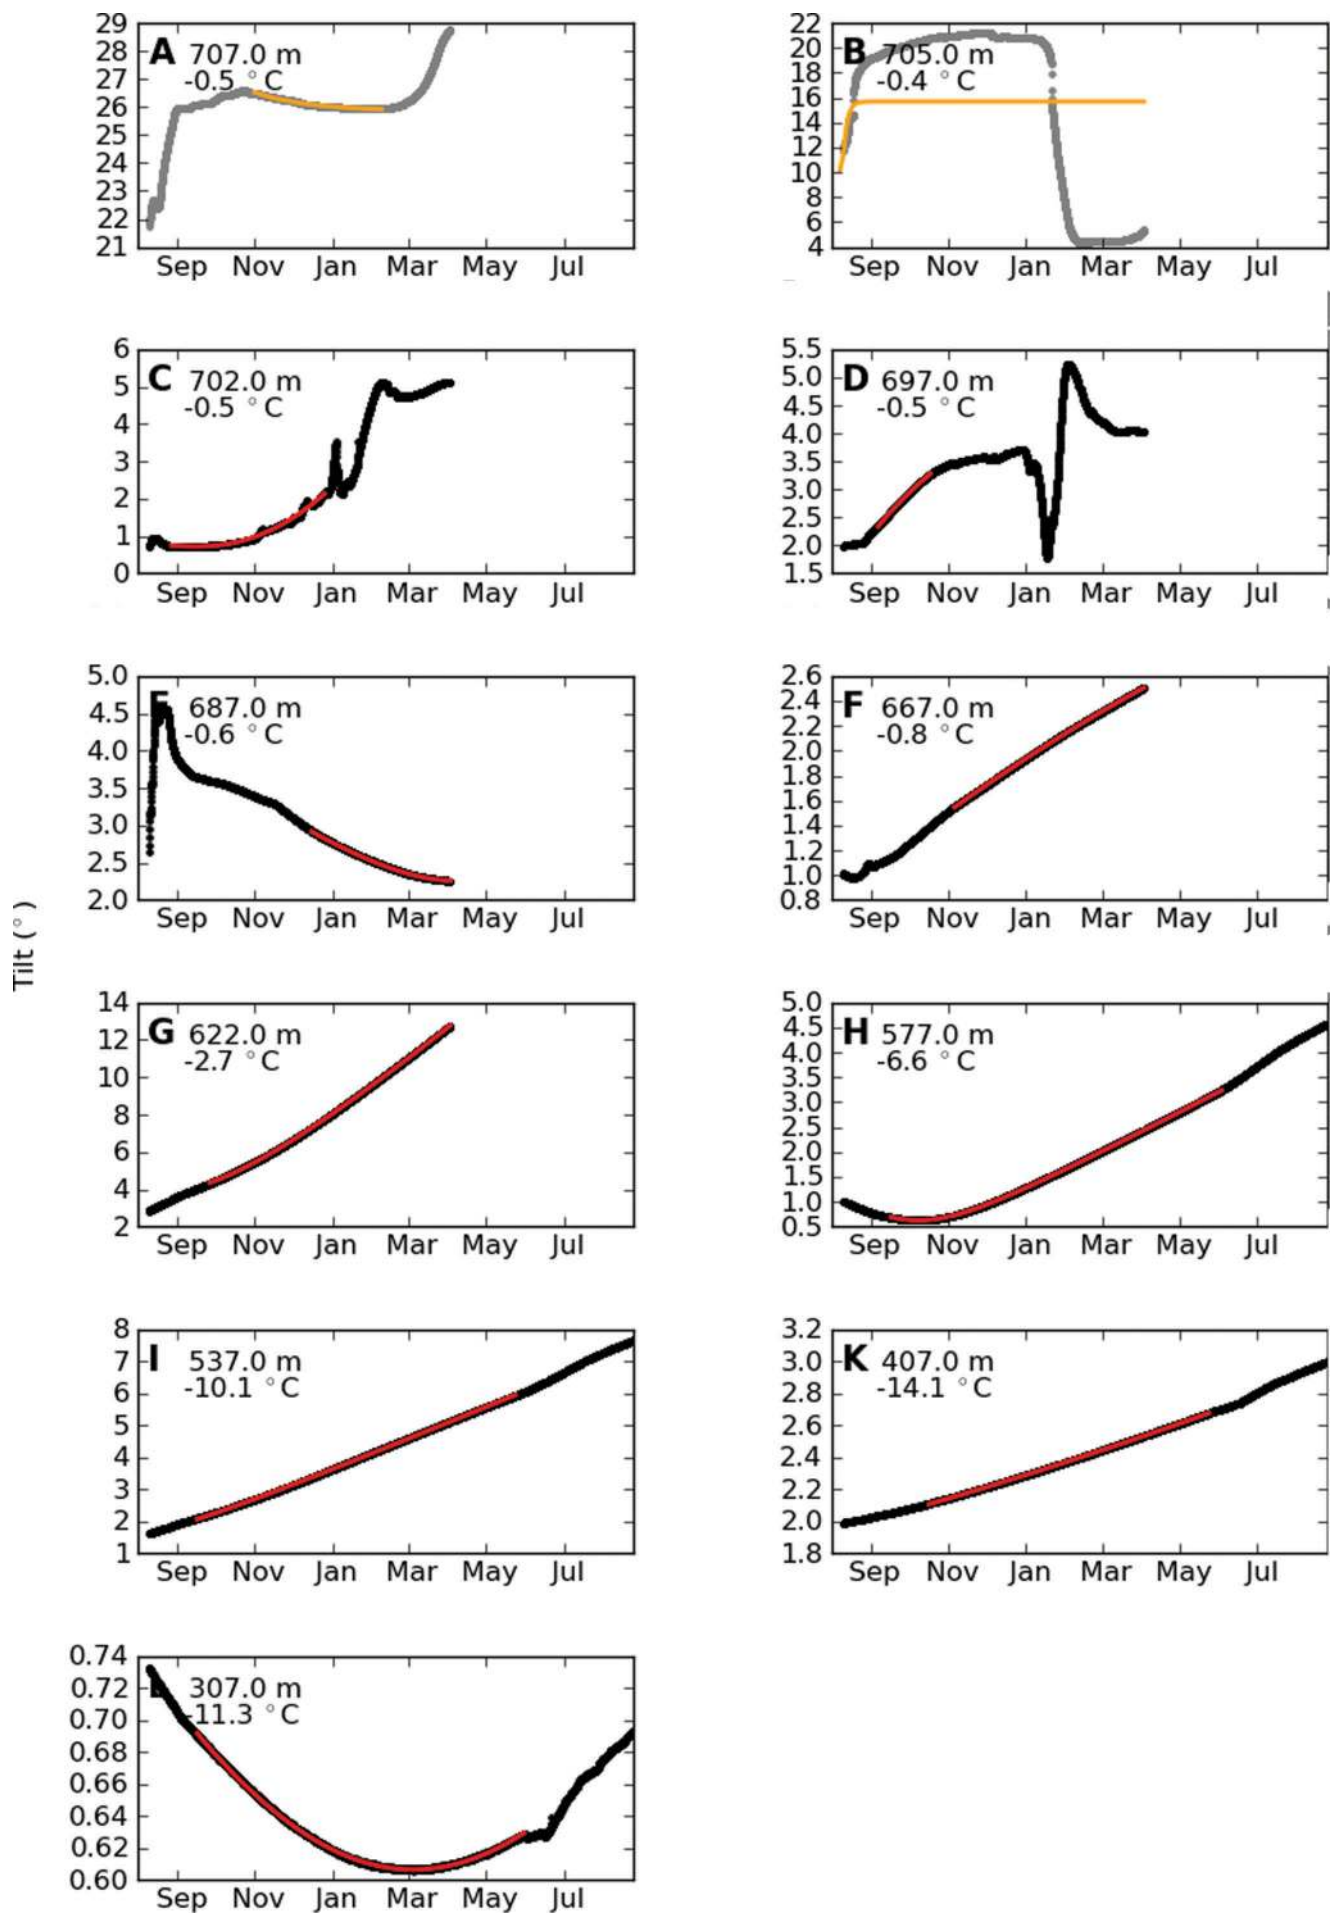 Tilt (°)
29
28
27
26
25
24
23
22
21
A 707.0 m
-0.5 °C
Sep Nov Jan Mar May Jul
22
20
18
16
14
12
10
8
6
4
B 705.0 m
-0.4 °C
Sep Nov Jan Mar May Jul
6
5
4
3
2
1
0
C 702.0 m
-0.5 °C
Sep Nov Jan Mar May Jul
5.5
5.0
4.5
4.0
3.5
3.0
2.5
2.0
1.5
D 697.0 m
-0.5 °C
Sep Nov Jan Mar May Jul
5.0
4.5
4.0
3.5
3.0
2.5
2.0
687.0 m
-0.6 °C
Sep Nov Jan Mar May Jul
2.6
2.4
2.2
2.0
1.8
1.6
1.4
1.2
1.0
0.8
F 667.0 m
-0.8 °C
Sep Nov Jan Mar May Jul
14
12
10
8
6
4
2
G 622.0 m
-2.7 °C
Sep Nov Jan Mar May Jul
5.0
4.5
4.0
3.5
3.0
2.5
2.0
1.5
1.0
0.5
H 577.0 m
-6.6 °C
Sep Nov Jan Mar May Jul
8
7
6
5
4
3
2
1
I 537.0 m
-10.1 °C
Sep Nov Jan Mar May Jul
3.2
3.0
2.8
2.6
2.4
2.2
2.0
1.8
K 407.0 m
-14.1 °C
Sep Nov Jan Mar May Jul
0.74
0.72
0.70
0.68
0.66
0.64
0.62
0.60
307.0 m
-11.3 °C
Sep Nov Jan Mar May Jul